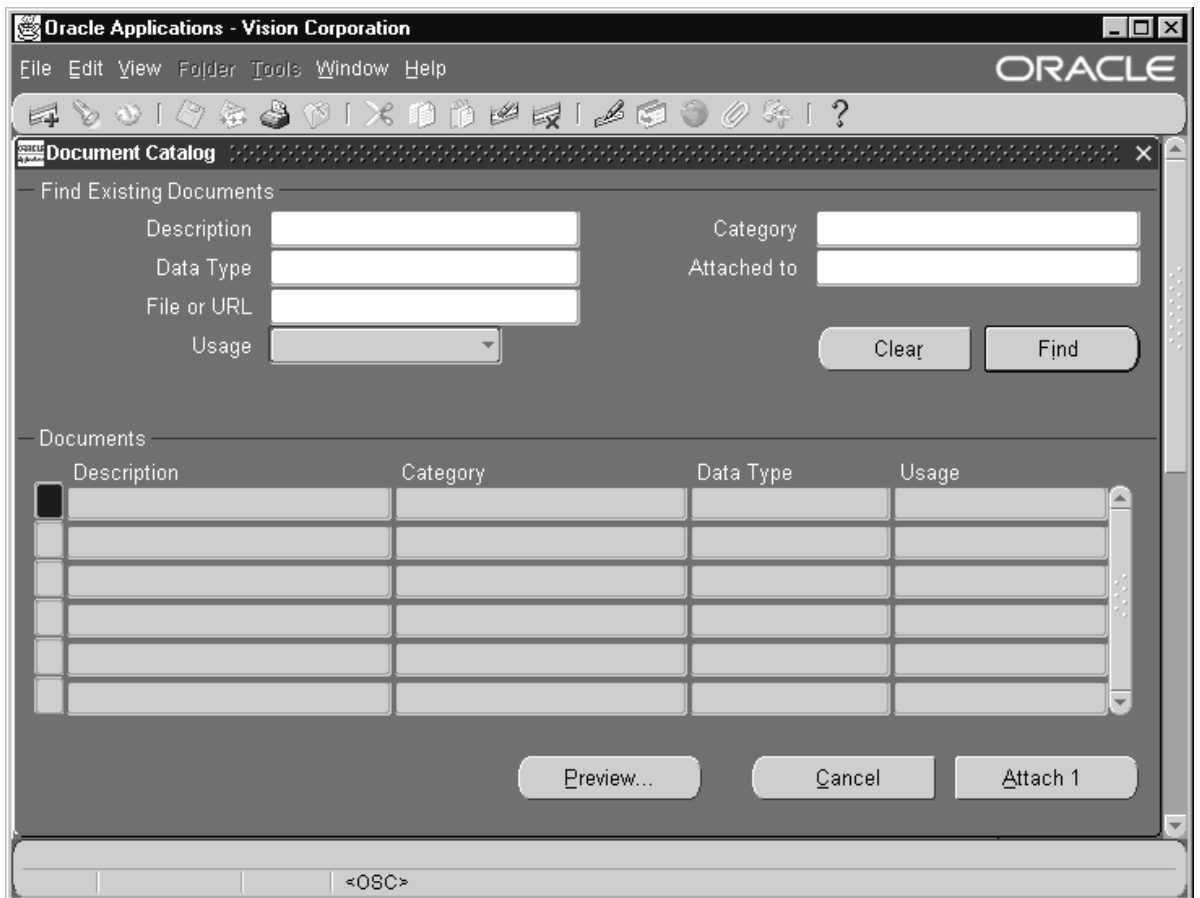 Oracle Applications - Vision Corporation
File Edit View Folder Tools Window Help
ORACLE
?
Document Catalog
Find Existing Documents
Description
Category
Data Type
Attached to
File or URL
Usage
Clear
Find
Documents
Description Category Data Type Usage
Preview... Cancel Attach 1
<OSC>